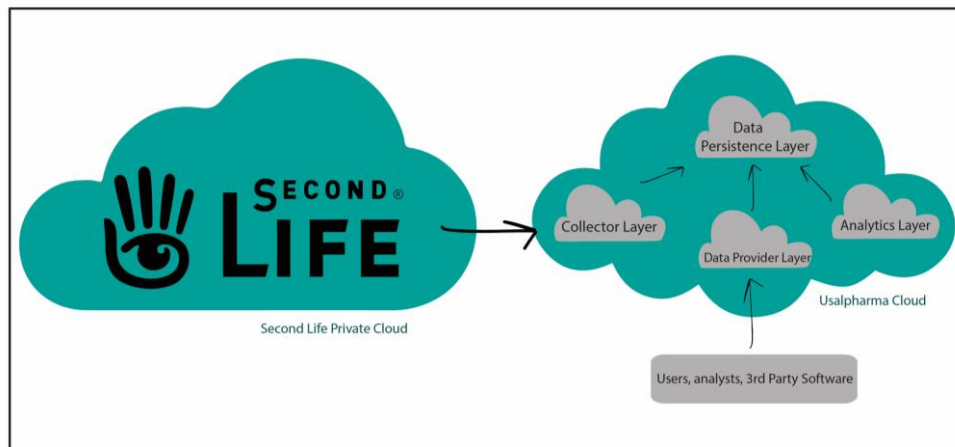 SECOND®
LIFE
Second Life Private Cloud
Data
Persistence Layer
Collector Layer
Analytics Layer
Data Provider Layer
Usalpharma Cloud
Users, analysts, 3rd Party Software